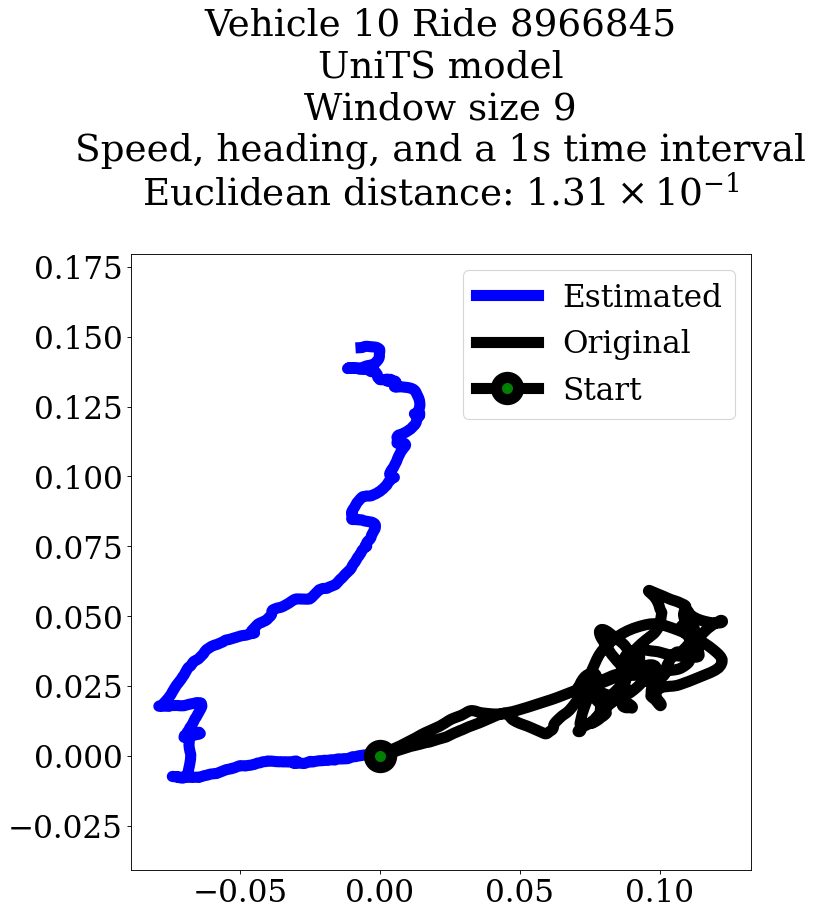 Vehicle 10 Ride 8966845
UniTS model
Window size 9
Speed, heading, and a 1s time interval
Euclidean distance: 1.31 × 10⁻¹
0.175
0.150
0.125
0.100
0.075
0.050
0.025
0.000
−0.025
Estimated
Original
Start
−0.05 0.00 0.05 0.10